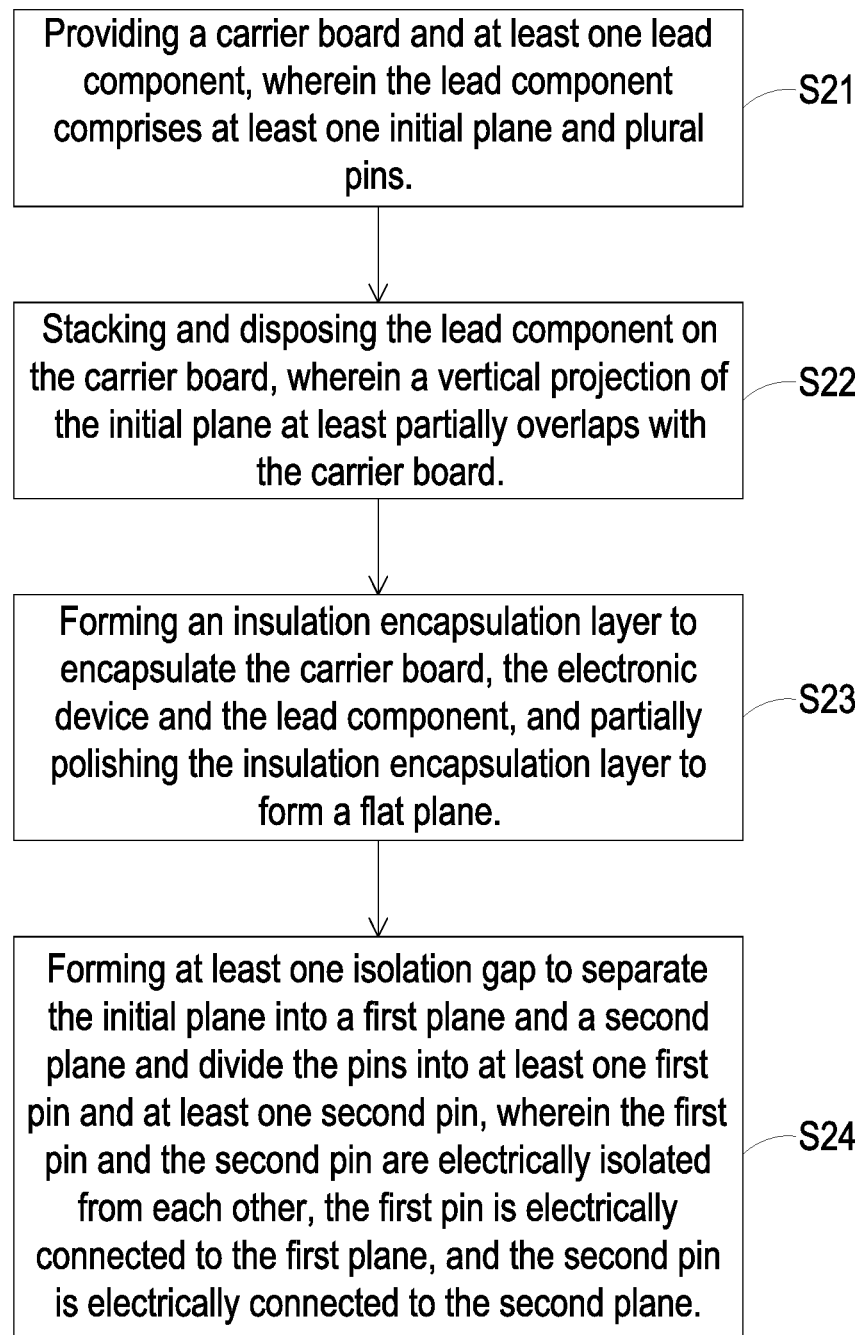 Providing a carrier board and at least one lead
component, wherein the lead component
comprises at least one initial plane and plural
pins.
S21
Stacking and disposing the lead component on
the carrier board, wherein a vertical projection of
the initial plane at least partially overlaps with
the carrier board.
S22
Forming an insulation encapsulation layer to
encapsulate the carrier board, the electronic
device and the lead component, and partially
polishing the insulation encapsulation layer to
form a flat plane.
S23
Forming at least one isolation gap to separate
the initial plane into a first plane and a second
plane and divide the pins into at least one first
pin and at least one second pin, wherein the first
pin and the second pin are electrically isolated
from each other, the first pin is electrically
connected to the first plane, and the second pin
is electrically connected to the second plane.
S24